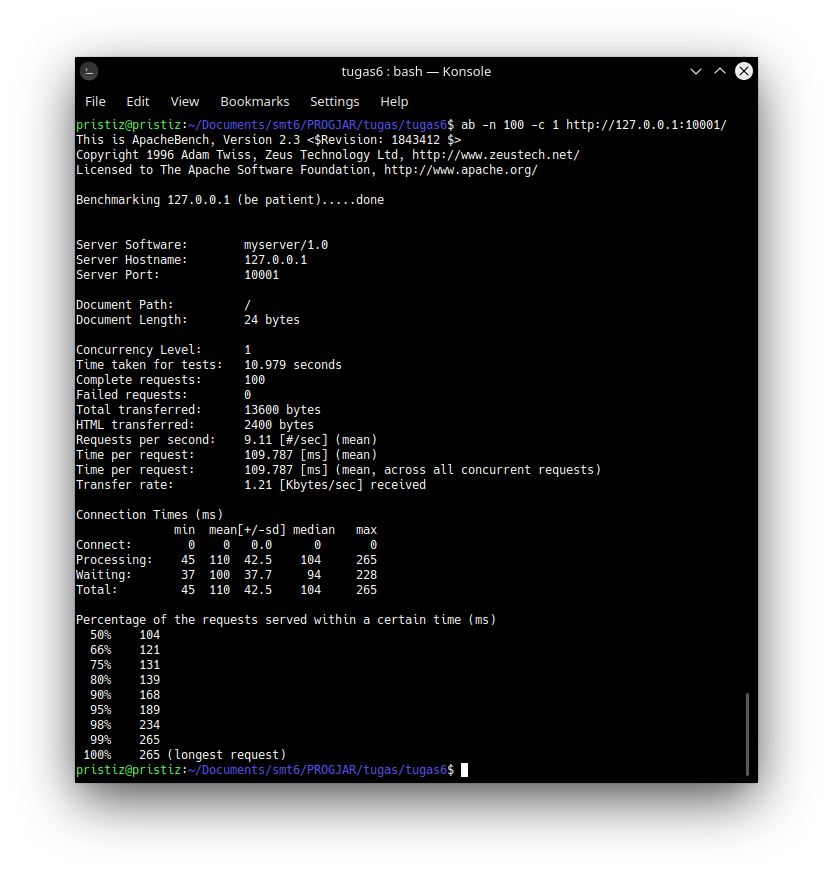 tugas6 : bash — Konsole
File Edit View Bookmarks Settings Help
pristiz@pristiz:~/Documents/smt6/PROGJAR/tugas/tugas6$ ab -n 100 -c 1 http://127.0.0.1:10001/
This is ApacheBench, Version 2.3 <$Revision: 1843412 $>
Copyright 1996 Adam Twiss, Zeus Technology Ltd, http://www.zeustech.net/
Licensed to The Apache Software Foundation, http://www.apache.org/

Benchmarking 127.0.0.1 (be patient).....done


Server Software:        myserver/1.0
Server Hostname:        127.0.0.1
Server Port:            10001

Document Path:          /
Document Length:        24 bytes

Concurrency Level:      1
Time taken for tests:   10.979 seconds
Complete requests:      100
Failed requests:        0
Total transferred:      13600 bytes
HTML transferred:       2400 bytes
Requests per second:    9.11 [#/sec] (mean)
Time per request:       109.787 [ms] (mean)
Time per request:       109.787 [ms] (mean, across all concurrent requests)
Transfer rate:          1.21 [Kbytes/sec] received

Connection Times (ms)
              min  mean[+/-sd] median   max
Connect:        0    0   0.0      0       0
Processing:    45  110  42.5    104     265
Waiting:       37  100  37.7     94     228
Total:         45  110  42.5    104     265

Percentage of the requests served within a certain time (ms)
  50%    104
  66%    121
  75%    131
  80%    139
  90%    168
  95%    189
  98%    234
  99%    265
 100%    265 (longest request)
pristiz@pristiz:~/Documents/smt6/PROGJAR/tugas/tugas6$